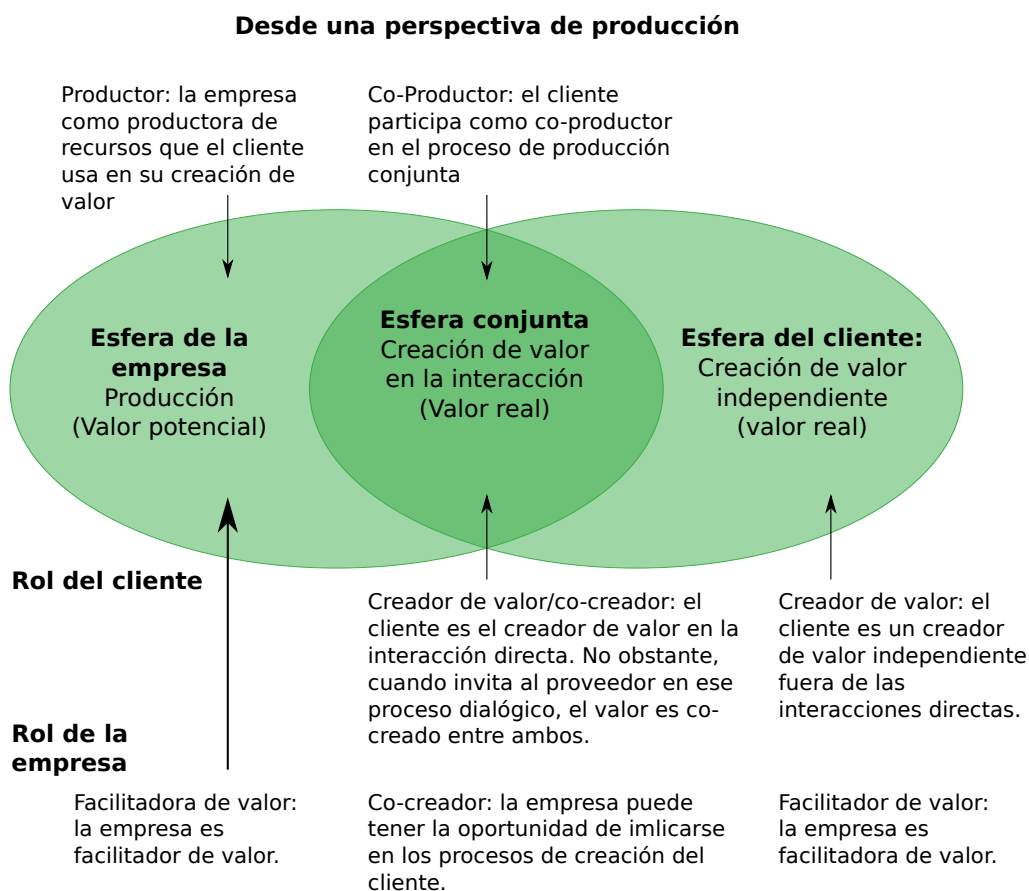 Desde una perspectiva de producción
Productor: la empresa
como productora de
recursos que el cliente
usa en su creación de
valor
Co-Productor: el cliente
participa como co-productor
en el proceso de producción
conjunta
Esfera de la
empresa
Producción
(Valor potencial)
Esfera conjunta
Creación de valor
en la interacción
(Valor real)
Esfera del cliente:
Creación de valor
independiente
(valor real)
Rol del cliente
Creador de valor/co-creador: el
cliente es el creador de valor en la
interacción directa. No obstante,
cuando invita al proveedor en ese
proceso dialógico, el valor es co-
creado entre ambos.
Creador de valor: el
cliente es un creador
de valor independiente
fuera de las
interacciones directas.
Rol de la
empresa
Facilitadora de valor:
la empresa es
facilitador de valor.
Co-creador: la empresa puede
tener la oportunidad de imlicarse
en los procesos de creación del
cliente.
Facilitador de valor:
la empresa es
facilitadora de valor.